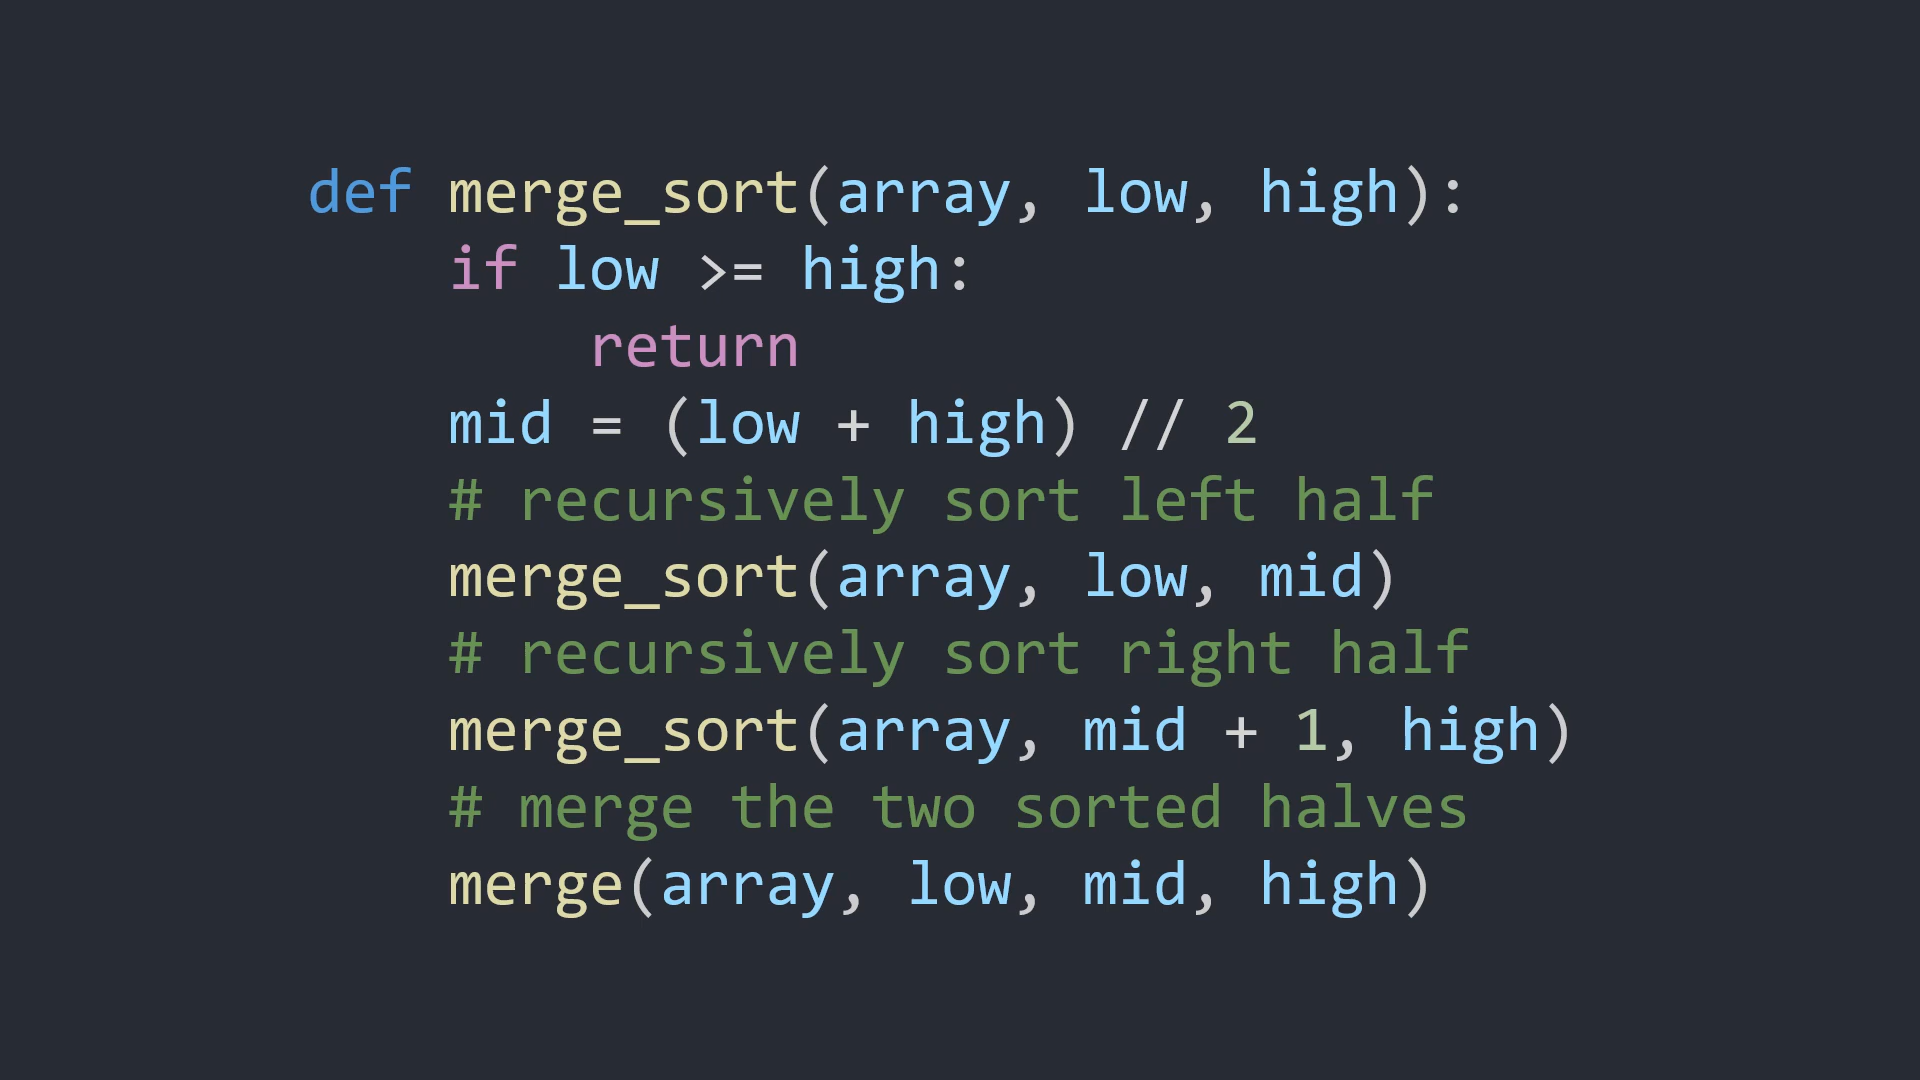 def merge_sort(array, low, high):
    if low >= high:
        return
    mid = (low + high) // 2
    # recursively sort left half
    merge_sort(array, low, mid)
    # recursively sort right half
    merge_sort(array, mid + 1, high)
    # merge the two sorted halves
    merge(array, low, mid, high)